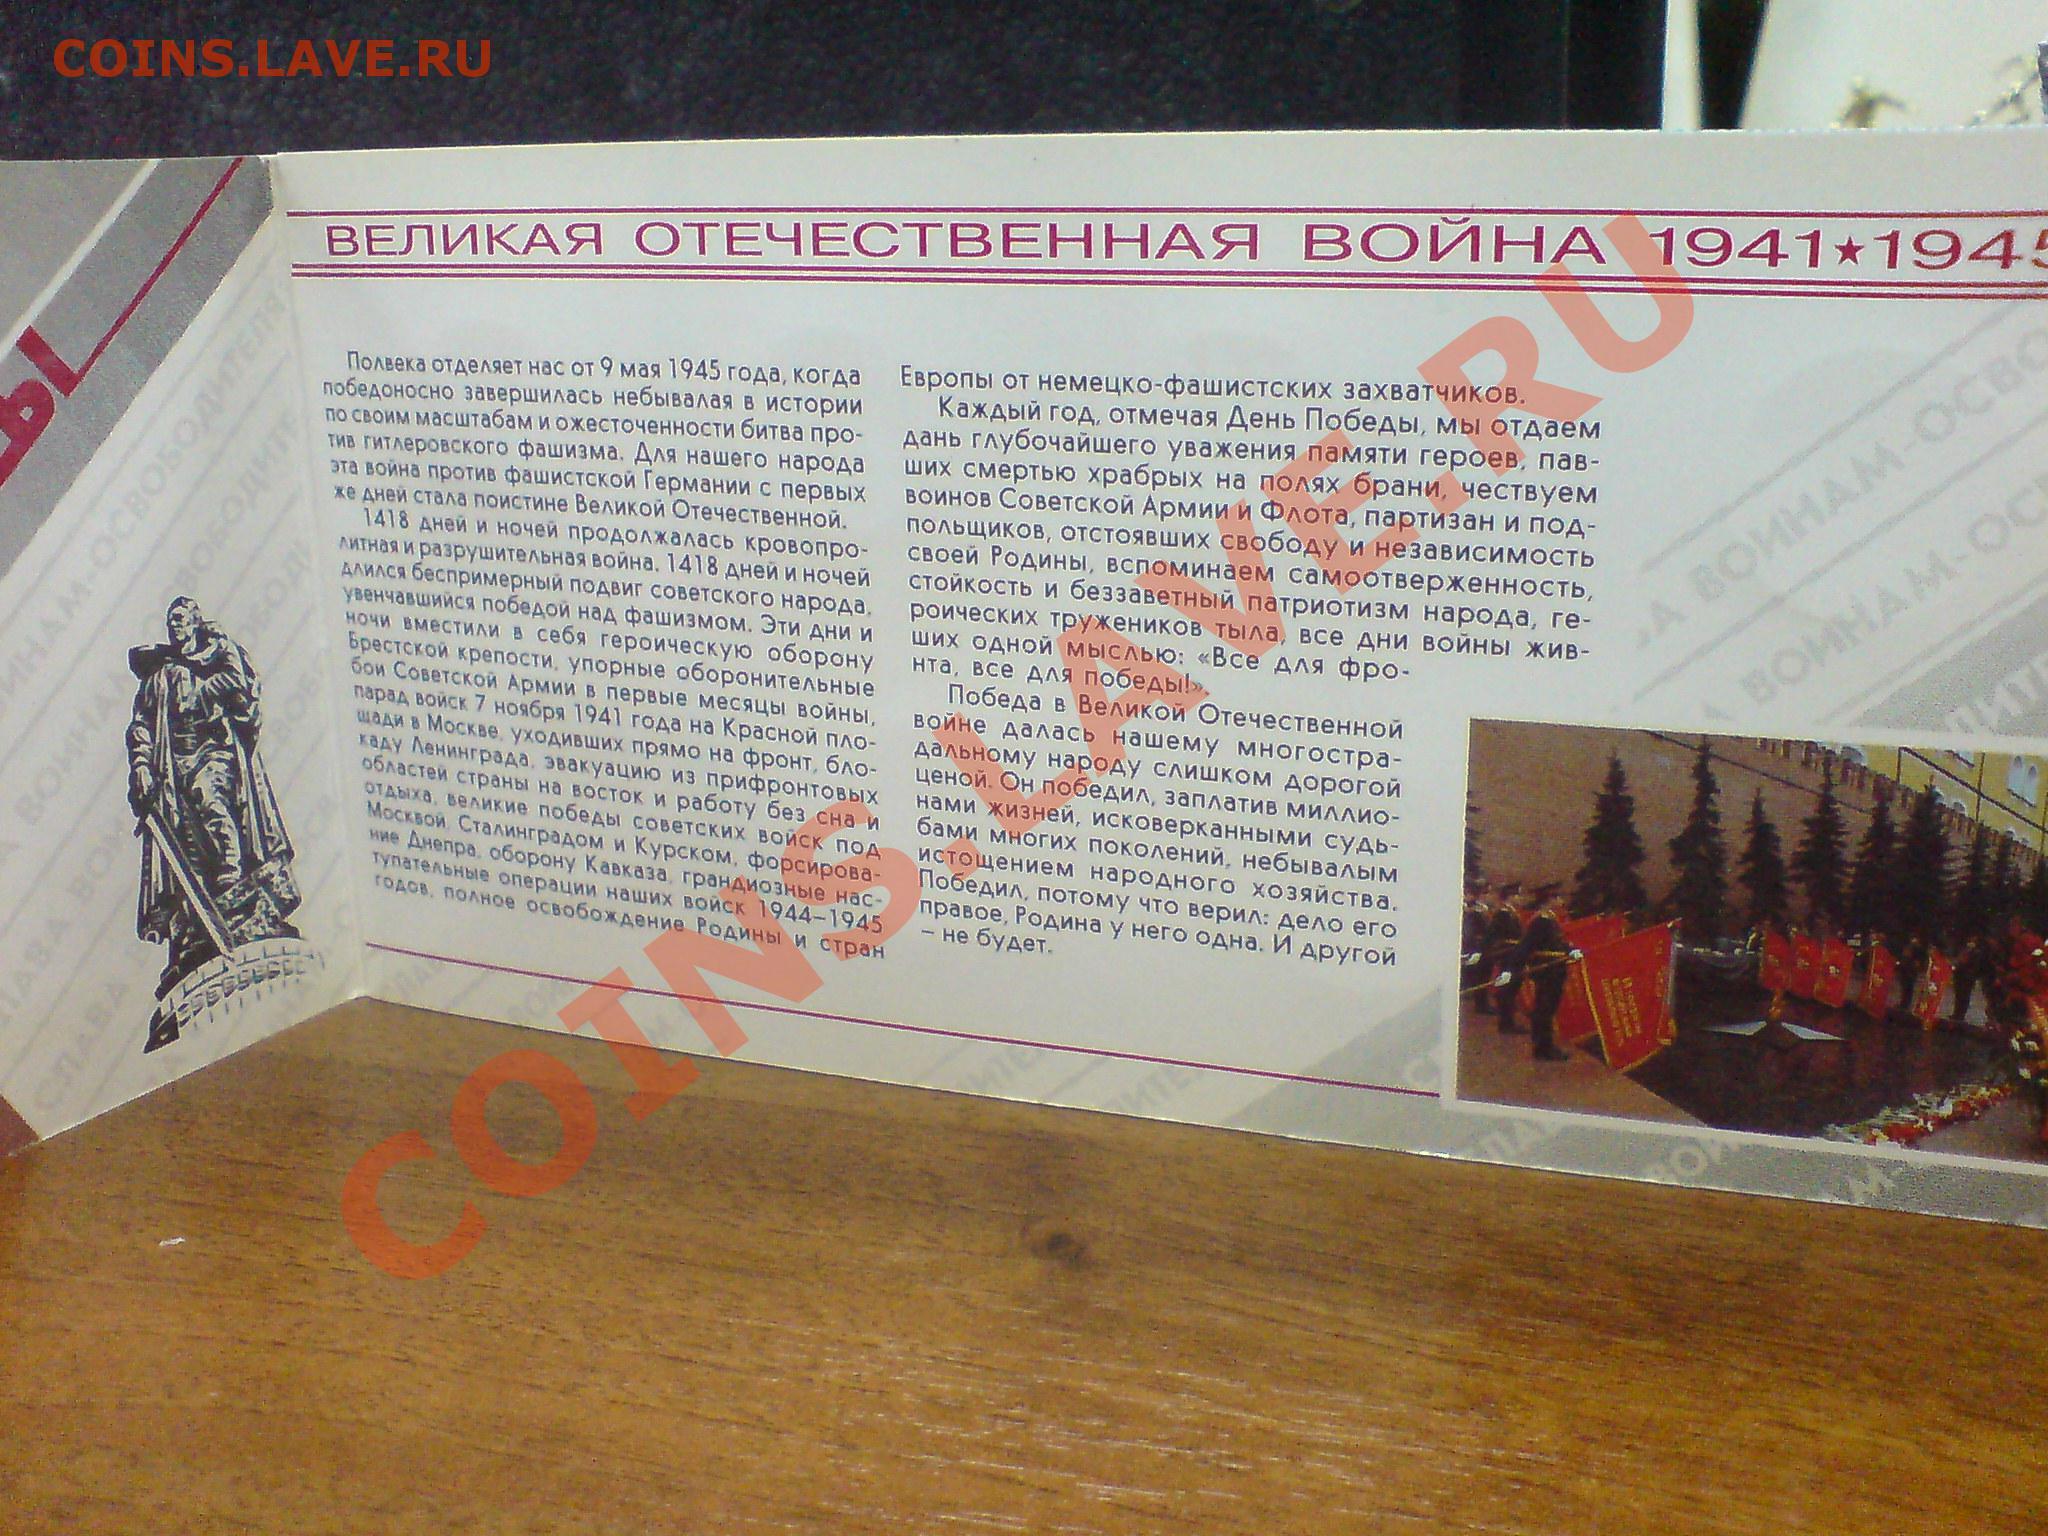 COINS.LAVE.RU
ВЕЛИКАЯ ОТЕЧЕСТВЕННАЯ ВОЙНА 1941★1945
Полвека отделяет нас от 9 мая 1945 года, когда
победоносно завершилась небывалая в истории
по своим масштабам и ожесточенности битва про-
тив гитлеровского фашизма. Для нашего народа
эта война против фашистской Германии с первых
же дней стала поистине Великой Отечественной.
1418 дней и ночей продолжалась кровопро-
литная и разрушительная война. 1418 дней и ночей
длился беспримерный подвиг советского народа,
увенчавшийся победой над фашизмом. Эти дни и
ночи вместили в себя героическую оборону
Брестской крепости, упорные оборонительные
бои Советской Армии в первые месяцы войны,
парад войск 7 ноября 1941 года на Красной пло-
щади в Москве, уходивших прямо на фронт, бло-
каду Ленинграда, эвакуацию из прифронтовых
областей страны на восток и работу без сна и
отдыха, великие победы советских войск под
Москвой, Сталинградом и Курском, форсирова-
ние Днепра, оборону Кавказа, грандиозные нас-
тупательные операции наших войск 1944–1945
годов, полное освобождение Родины и стран
Европы от немецко-фашистских захватчиков.
Каждый год, отмечая День Победы, мы отдаем
дань глубочайшего уважения памяти героев, пав-
ших смертью храбрых на полях брани, чествуем
воинов Советской Армии и Флота, партизан и под-
польщиков, отстоявших свободу и независимость
своей Родины, вспоминаем самоотверженность,
стойкость и беззаветный патриотизм народа, ге-
роических тружеников тыла, все дни войны жив-
ших одной мыслью: «Все для фро-
нта, все для победы!».
Победа в Великой Отечественной
войне далась нашему многостра-
дальному народу слишком дорогой
ценой. Он победил, заплатив миллио-
нами жизней, исковерканными судь-
бами многих поколений, небывалым
истощением народного хозяйства.
Победил, потому что верил: дело его
правое, Родина у него одна. И другой
– не будет.
COINS.LAVE.RU